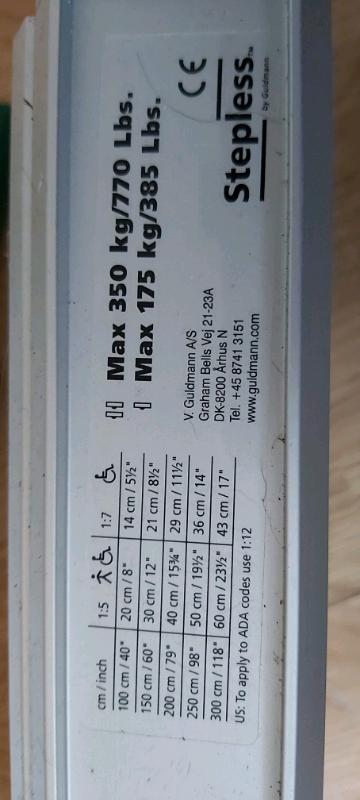 cm / inch 1:5 1:7
100 cm / 40" 20 cm / 8" 14 cm / 5½"
150 cm / 60" 30 cm / 12" 21 cm / 8½"
200 cm / 79" 40 cm / 15¾" 29 cm / 11½"
250 cm / 98" 50 cm / 19½" 36 cm / 14"
300 cm / 118" 60 cm / 23½" 43 cm / 17"
US: To apply to ADA codes use 1:12
Max 350 kg/770 Lbs.
Max 175 kg/385 Lbs.
V. Guldmann A/S
Graham Bells Vej 21-23A
DK-8200 Århus N
Tel. +45 8741 3151
www.guldmann.com
CE
Stepless™
by Guldmann